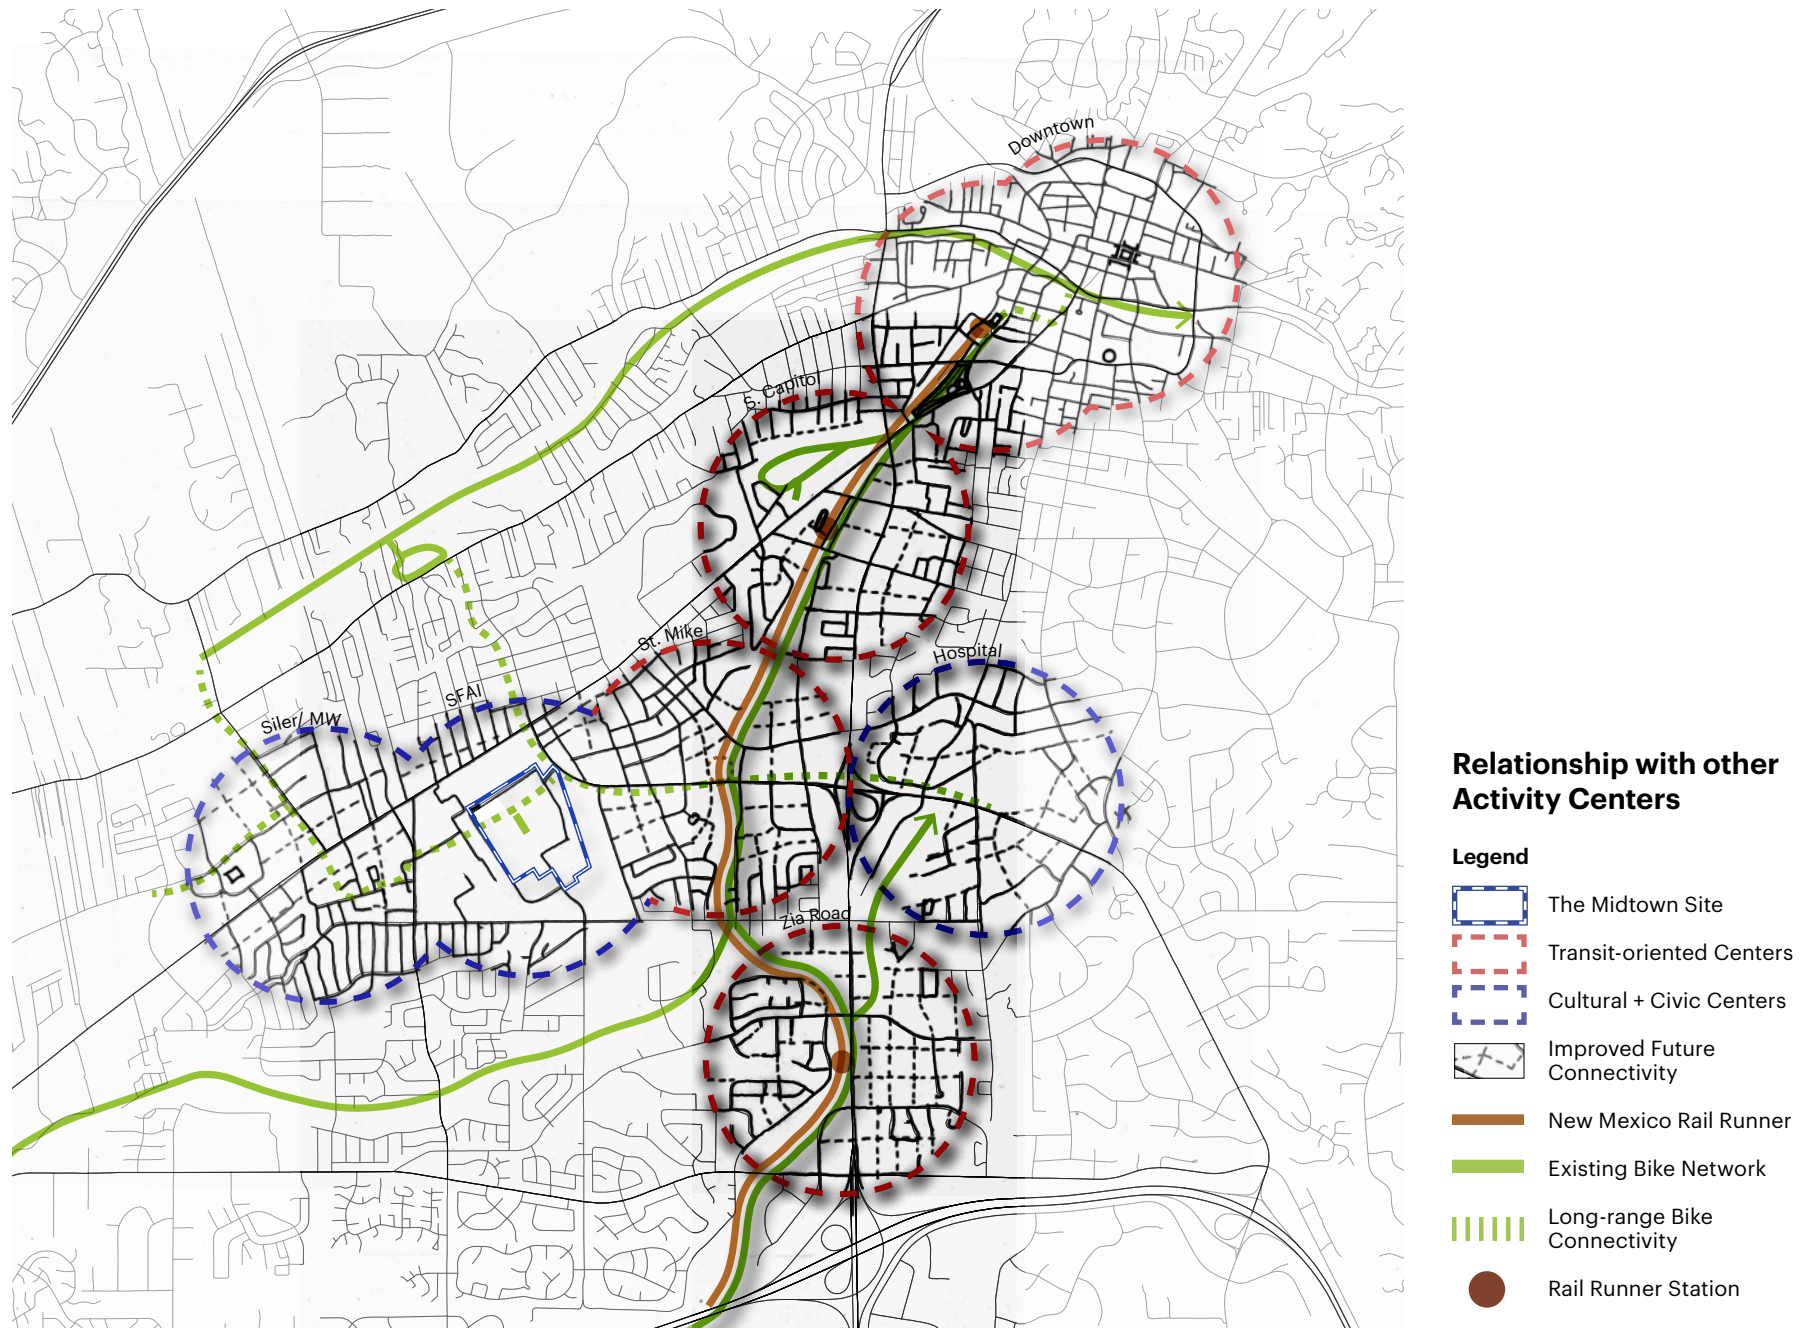 Downtown
S. Capitol
St. Mike
Hospital
SFAI
Siler/ MW
Zia Road
Relationship with other
Activity Centers
Legend
The Midtown Site
Transit-oriented Centers
Cultural + Civic Centers
Improved Future
Connectivity
New Mexico Rail Runner
Existing Bike Network
Long-range Bike
Connectivity
Rail Runner Station